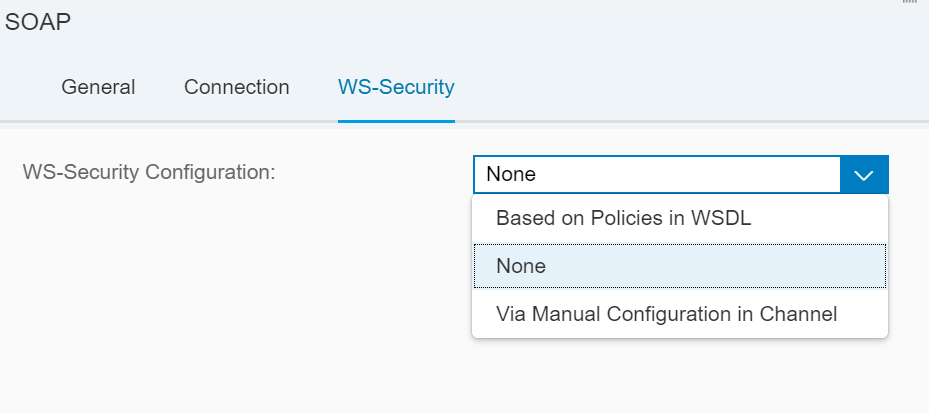 SOAP
General Connection WS-Security
WS-Security Configuration: None
Based on Policies in WSDL
None
Via Manual Configuration in Channel